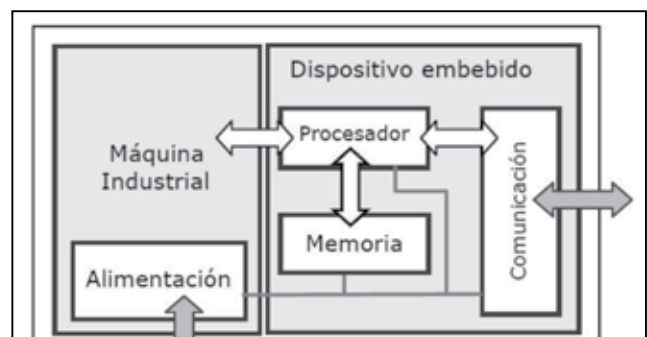 Dispositivo embebido
Máquina
Industrial
Procesador
Memoria
Comunicación
Alimentación